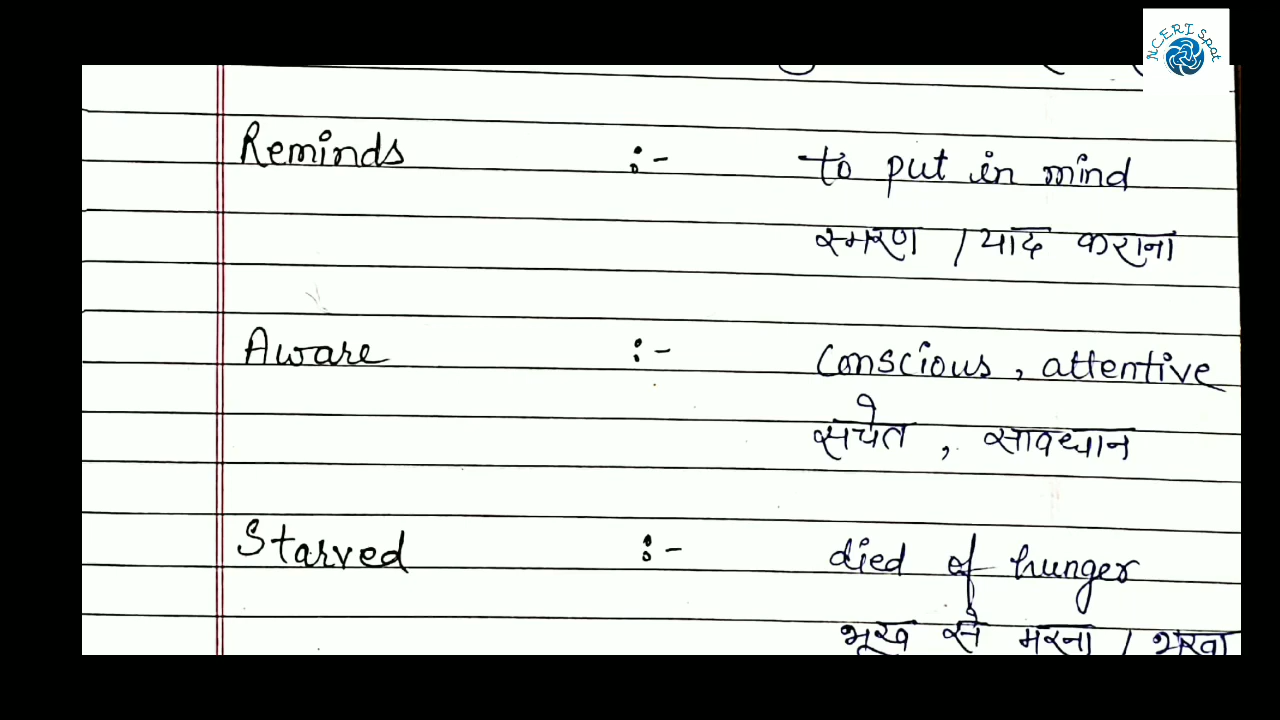 NCERT Spot
Reminds :- to put in mind
स्मरण / याद कराना
Aware :- Conscious, attentive
सचेत, सावधान
Starved :- died of hunger
भूख से मरना /